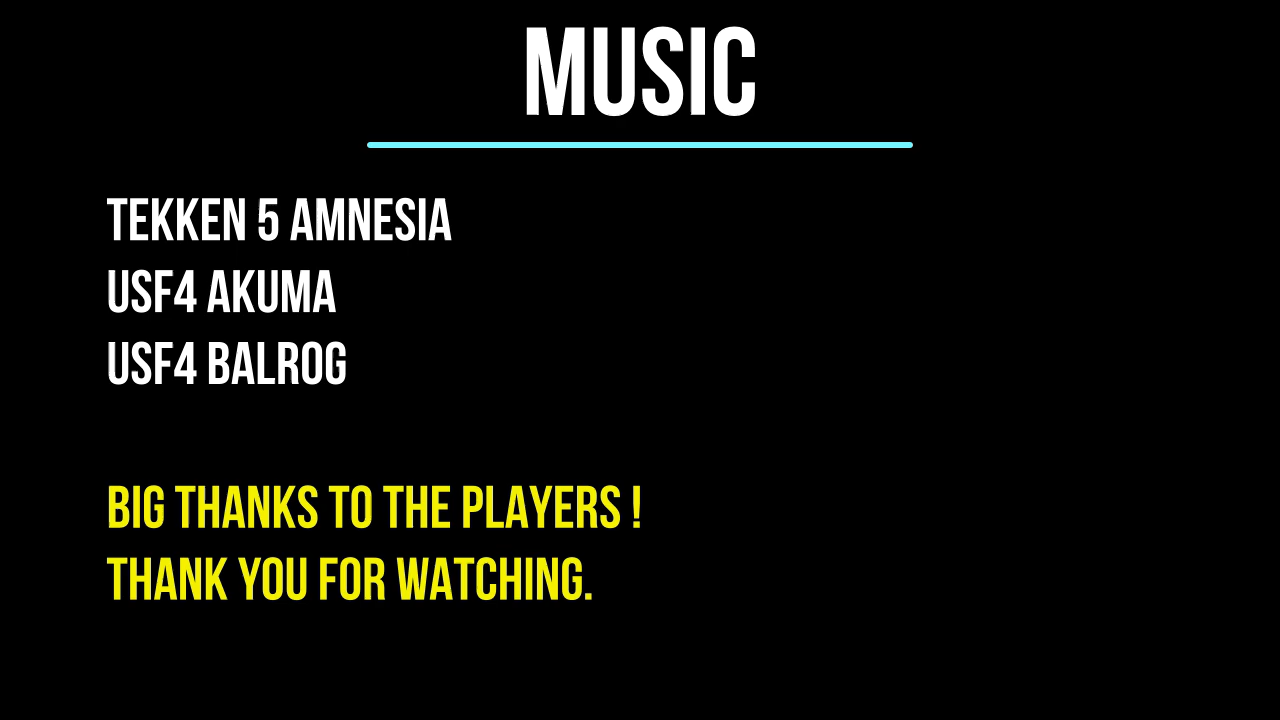 MUSIC
TEKKEN 5 AMNESIA
USF4 AKUMA
USF4 BALROG
BIG THANKS TO THE PLAYERS !
THANK YOU FOR WATCHING.